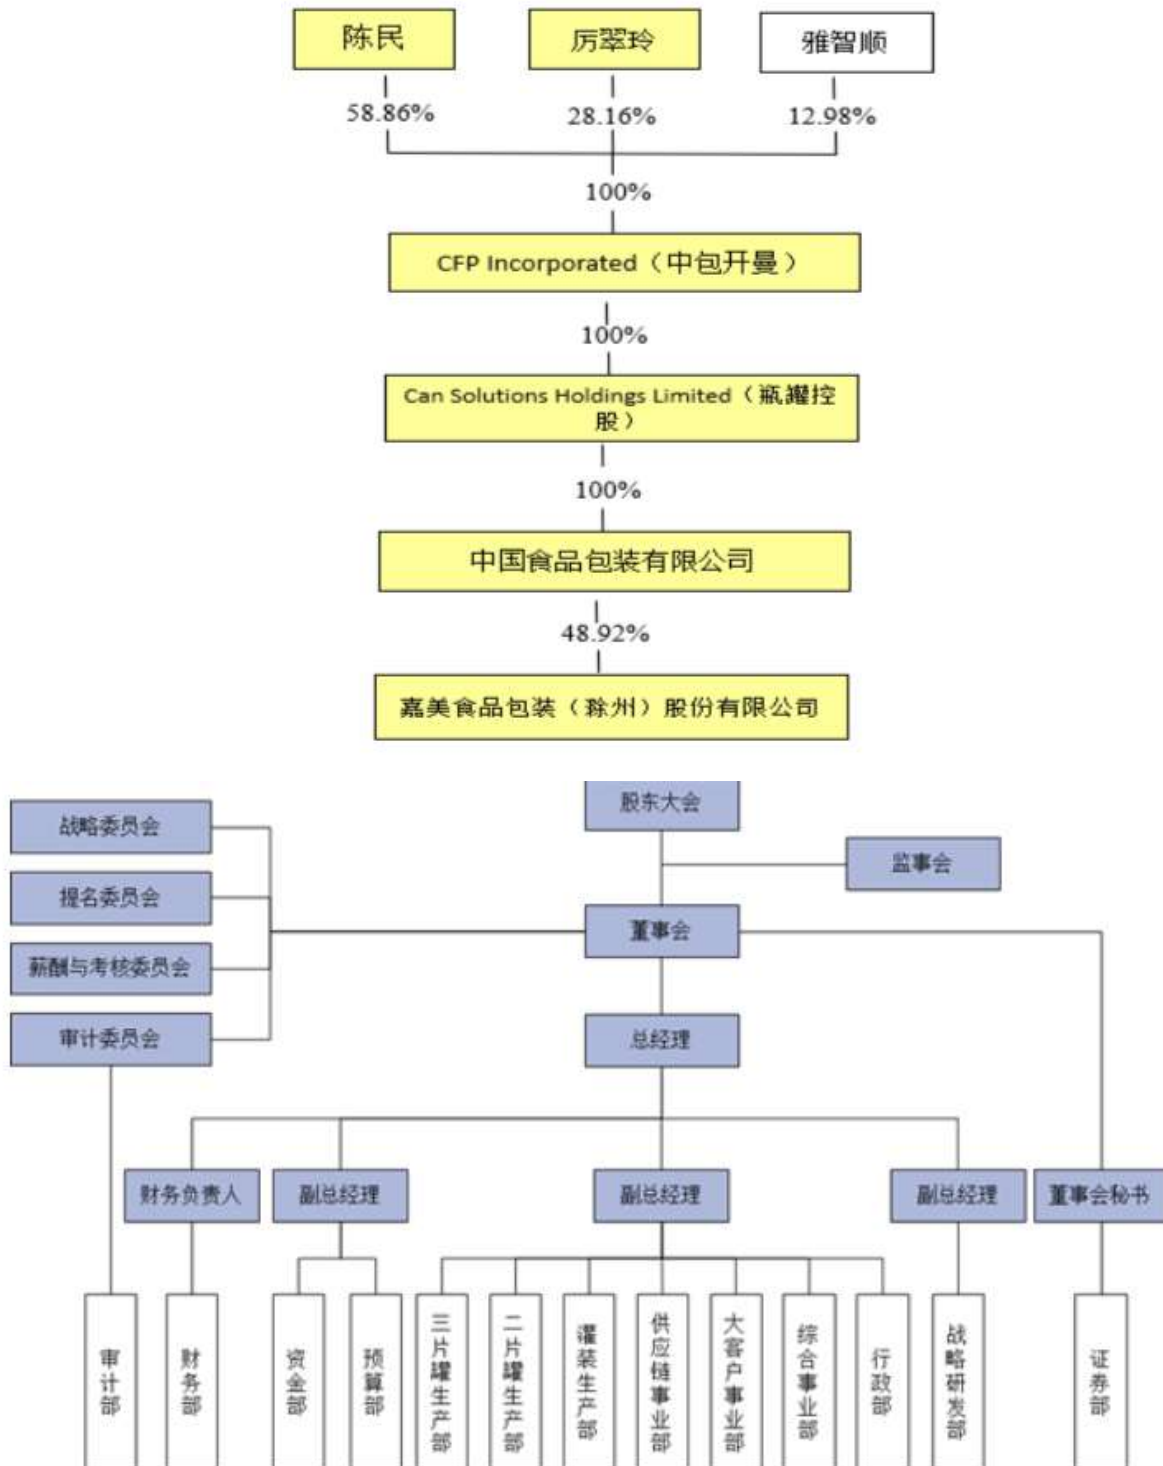 陈民
厉翠玲
雅智顺
58.86%
28.16%
12.98%
100%
CFP Incorporated（中包开曼）
100%
Can Solutions Holdings Limited（瓶罐控
股）
100%
中国食品包装有限公司
48.92%
嘉美食品包装（滁州）股份有限公司
股东大会
战略委员会
监事会
提名委员会
董事会
薪酬与考核委员会
审计委员会
总经理
财务负责人
副总经理
副总经理
副总经理
董事会秘书
审计部
财务部
资金部
预算部
三片罐生产部
二片罐生产部
灌装生产部
供应链事业部
大客户事业部
综合事业部
行政部
战略研发部
证券部